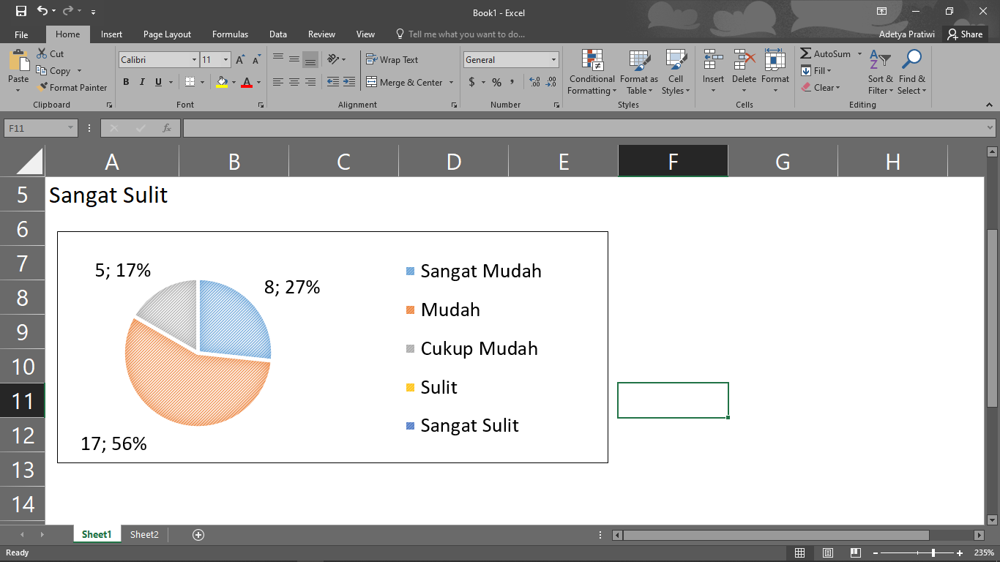 Book1 - Excel
File Home Insert Page Layout Formulas Data Review View Tell me what you want to do... Adetya Pratiwi Share
Paste
Cut
Copy
Format Painter
Clipboard
Calibri 11 A A
B I U A
Font
Wrap Text
Merge & Center
Alignment
General
$ % , .00 .0
Number
Conditional Formatting
Format as Table
Cell Styles
Styles
Insert Delete Format
Cells
AutoSum
Fill
Clear
Sort & Filter
Find & Select
Editing
F11 fx
A B C D E F G H
5 Sangat Sulit
6
7
8
9
10
11
12
13
14
5; 17%
8; 27%
17; 56%
Sangat Mudah
Mudah
Cukup Mudah
Sulit
Sangat Sulit
Sheet1 Sheet2
Ready 235%